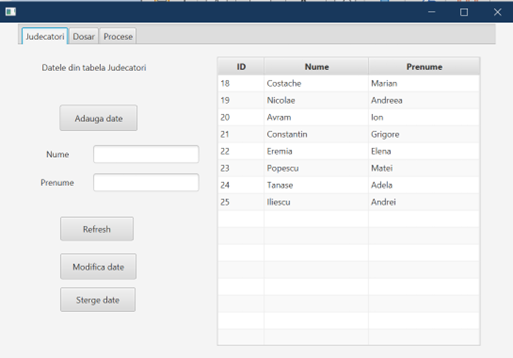 Judecatori Dosar Procese
Datele din tabela Judecatori
Adauga date
Nume
Prenume
Refresh
Modifica date
Sterge date
ID Nume Prenume
18 Costache Marian
19 Nicolae Andreea
20 Avram Ion
21 Constantin Grigore
22 Eremia Elena
23 Popescu Matei
24 Tanase Adela
25 Iliescu Andrei